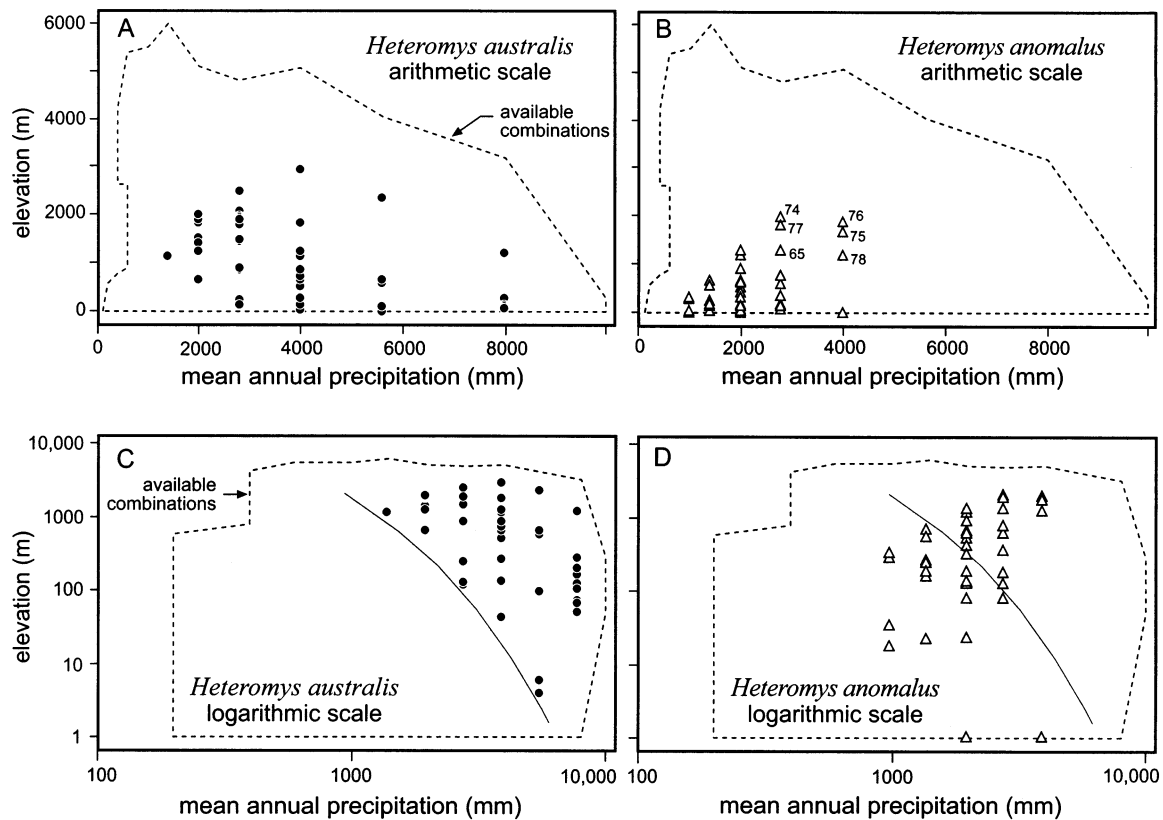 A
Heteromys australis
arithmetic scale
available
combinations
elevation (m)
6000
4000
2000
0
0 2000 4000 6000 8000
mean annual precipitation (mm)
B
Heteromys anomalus
arithmetic scale
74
77
65
76
75
78
0 2000 4000 6000 8000
mean annual precipitation (mm)
C
available
combinations
Heteromys australis
logarithmic scale
elevation (m)
10,000
1000
100
10
1
100 1000 10,000
mean annual precipitation (mm)
D
Heteromys anomalus
logarithmic scale
100 1000 10,000
mean annual precipitation (mm)